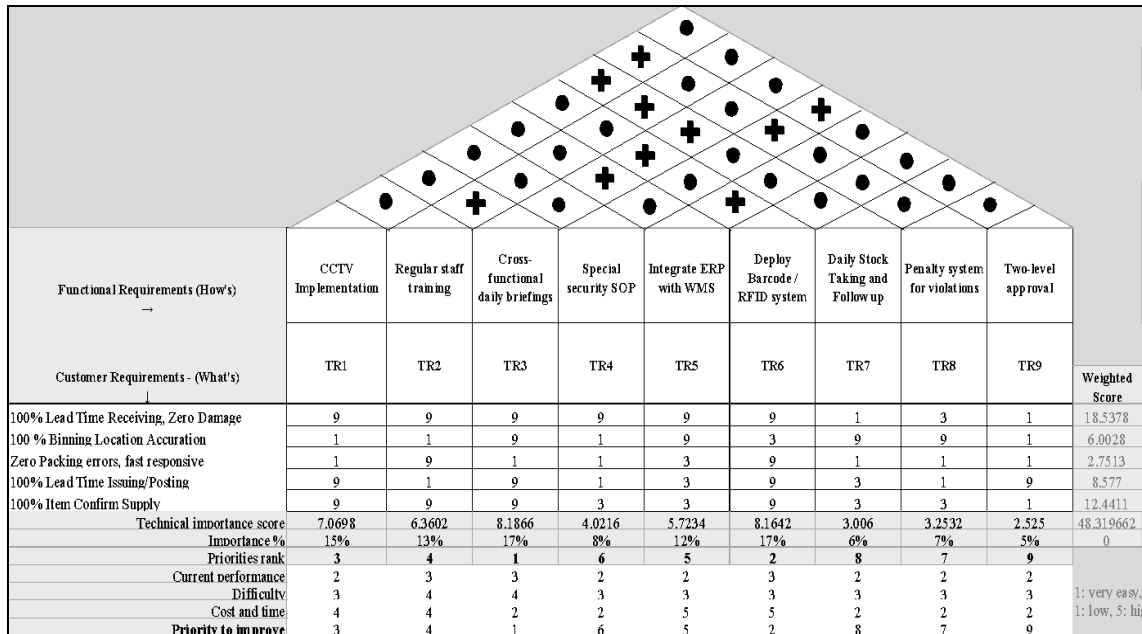 CCTV Implementation
Regular staff training
Cross-functional daily briefings
Special security SOP
Integrate ERP with WMS
Deploy Barcode / RFID system
Daily Stock Taking and Follow up
Penalty system for violations
Two-level approval
Functional Requirements (How's)
→
TR1 TR2 TR3 TR4 TR5 TR6 TR7 TR8 TR9
Customer Requirements - (What's)
↓
Weighted Score
100% Lead Time Receiving, Zero Damage 9 9 9 9 9 9 1 3 1 18.5378
100 % Binning Location Accuration 1 1 9 1 9 3 9 9 1 6.0028
Zero Packing errors, fast responsive 1 9 1 1 3 9 1 1 1 2.7513
100% Lead Time Issuing/Posting 9 1 9 1 3 9 3 1 9 8.577
100% Item Confirm Supply 9 9 9 3 3 9 3 3 1 12.4411
Technical importance score 7.0698 6.3602 8.1866 4.0216 5.7234 8.1642 3.006 3.2532 2.525 48.319662
Importance % 15% 13% 17% 8% 12% 17% 6% 7% 5% 0
Priorities rank 3 4 1 6 5 2 8 7 9
Current performance 2 3 3 2 2 3 2 2 2
Difficulty 3 4 4 3 3 3 3 3 3 1: very easy,
Cost and time 4 4 2 2 5 5 2 2 2 1: low, 5: hig
Priority to improve 3 4 1 6 5 2 8 7 9